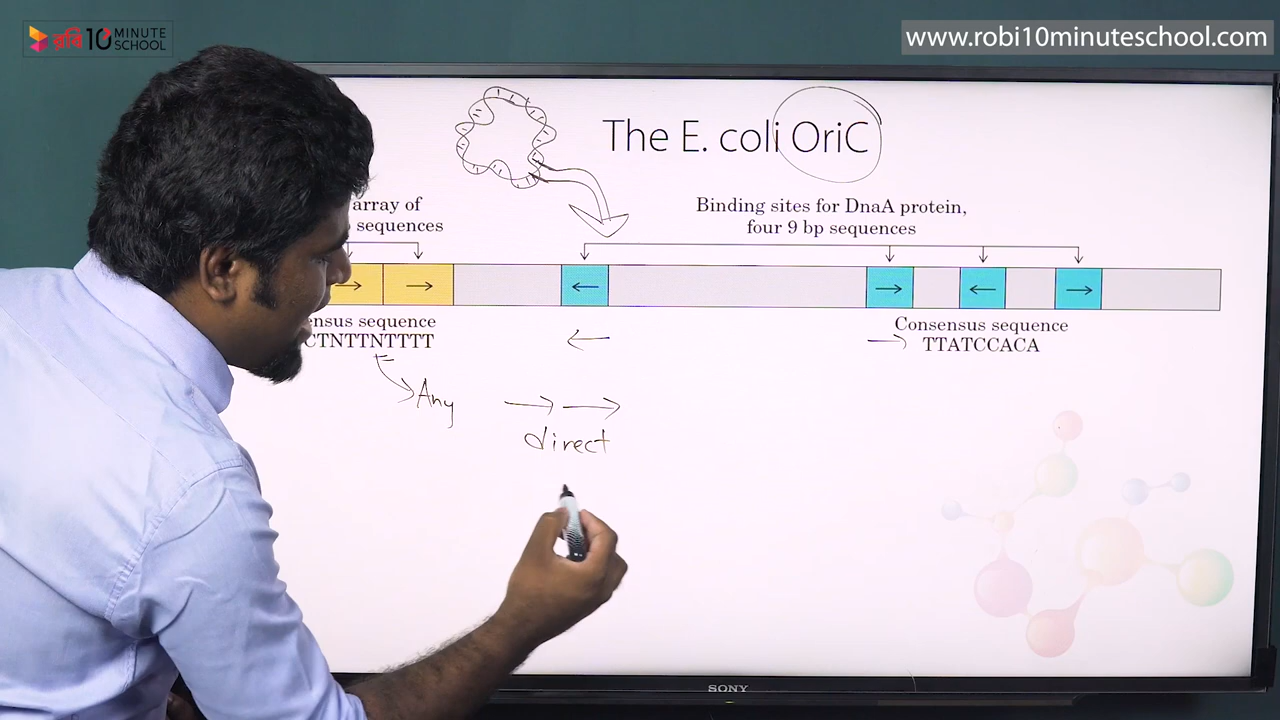 রবি 10 MINUTE SCHOOL
www.robi10minuteschool.com
The E. coli OriC
array of
sequences
Binding sites for DnaA protein,
four 9 bp sequences
sequence
CTNTTNTTTT
Consensus sequence
TTATCCACA
Any
direct
SONY